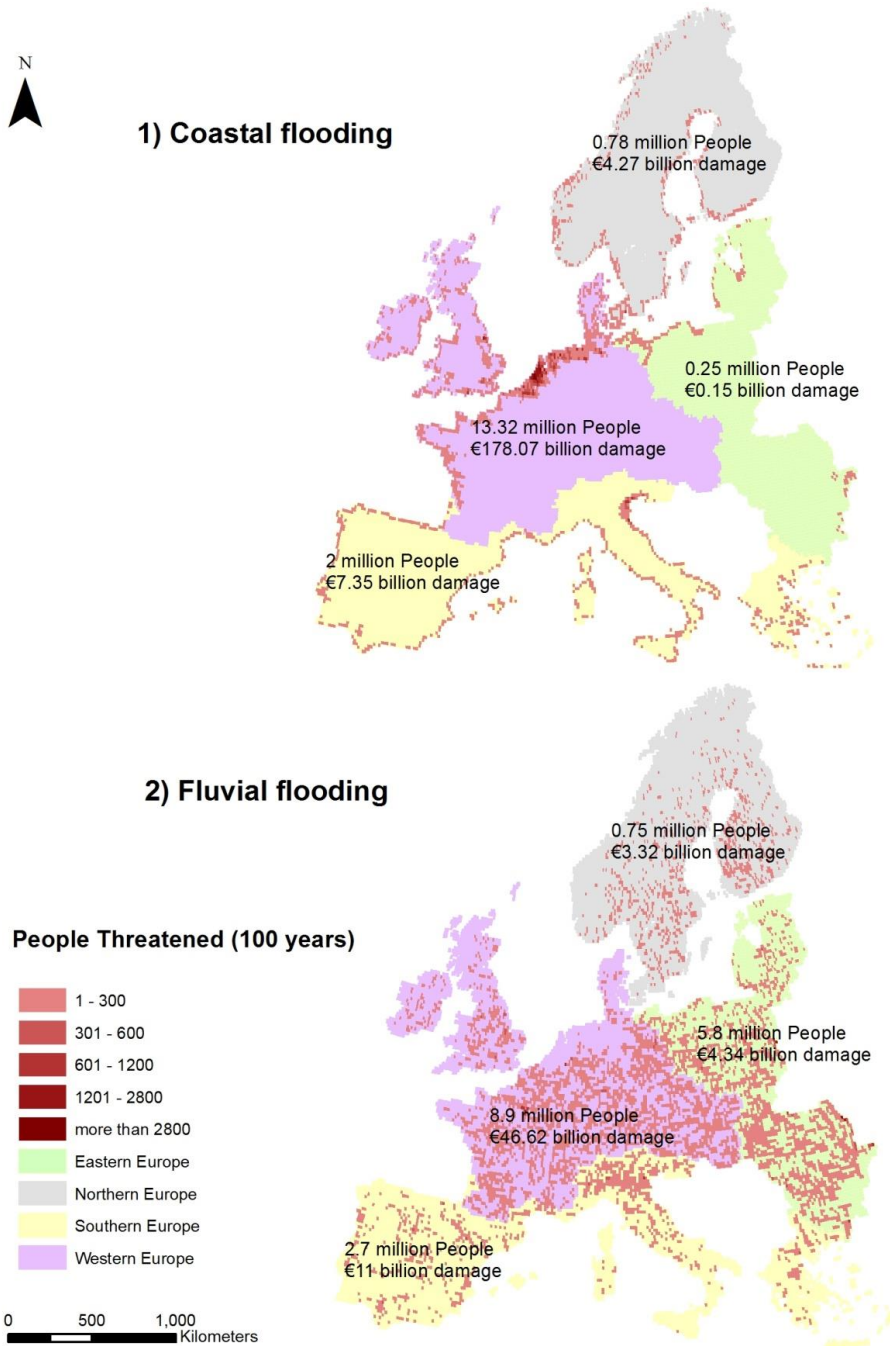 N
1) Coastal flooding
0.78 million People
€4.27 billion damage
0.25 million People
€0.15 billion damage
13.32 million People
€178.07 billion damage
2 million People
€7.35 billion damage
2) Fluvial flooding
0.75 million People
€3.32 billion damage
5.8 million People
€4.34 billion damage
8.9 million People
€46.62 billion damage
2.7 million People
€11 billion damage
People Threatened (100 years)
1 - 300
301 - 600
601 - 1200
1201 - 2800
more than 2800
Eastern Europe
Northern Europe
Southern Europe
Western Europe
0 500 1,000
Kilometers